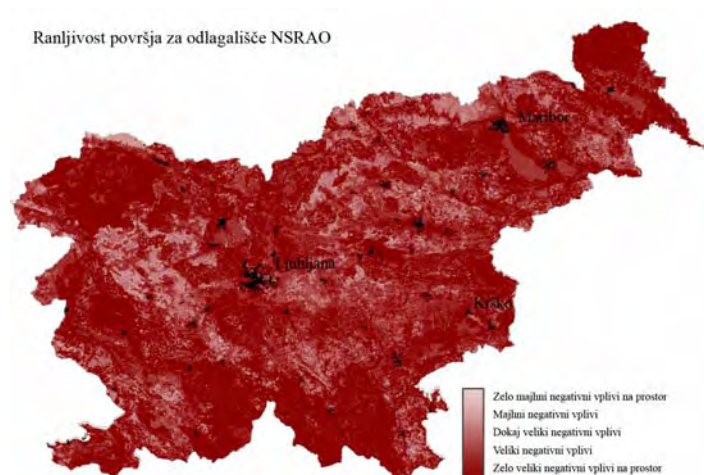 Ranljivost površja za odlagališče NSRAO
Maribor
Ljubljana
Krško
Zelo majhni negativni vplivi na prostor
Majhni negativni vplivi
Dokaj veliki negativni vplivi
Veliki negativni vplivi
Zelo veliki negativni vplivi na prostor